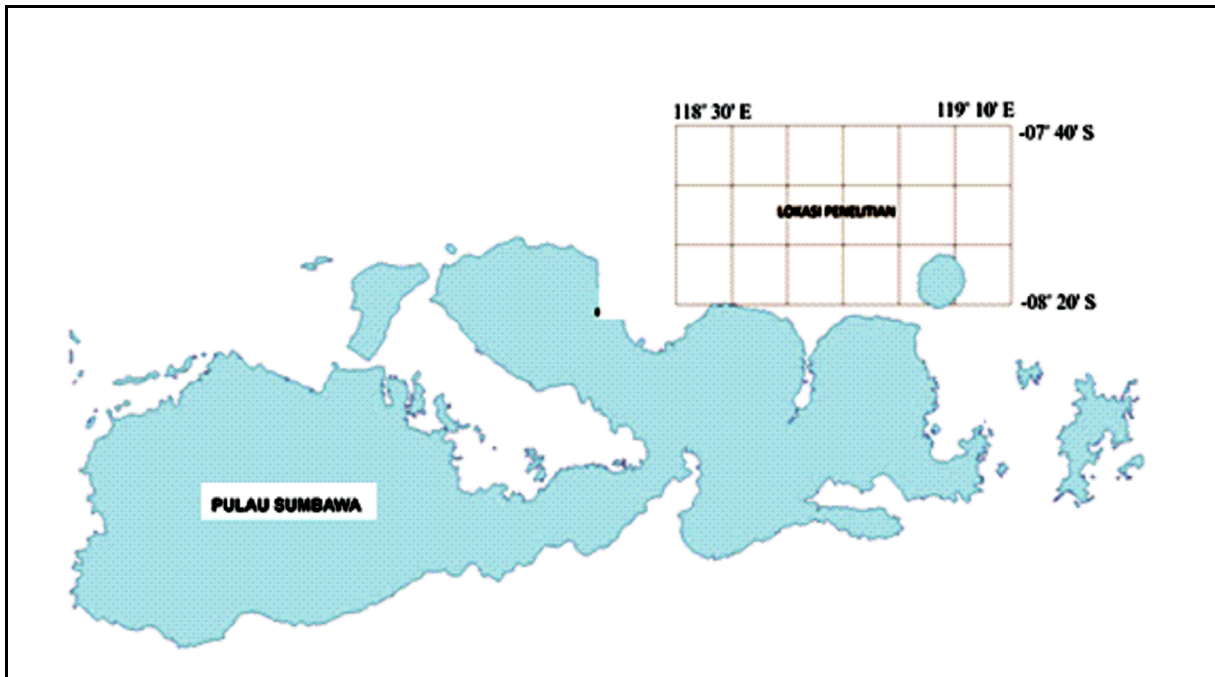 118° 30' E
119° 10' E
-07° 40' S
LOKASI PENELITIAN
-08° 20' S
PULAU SUMBAWA